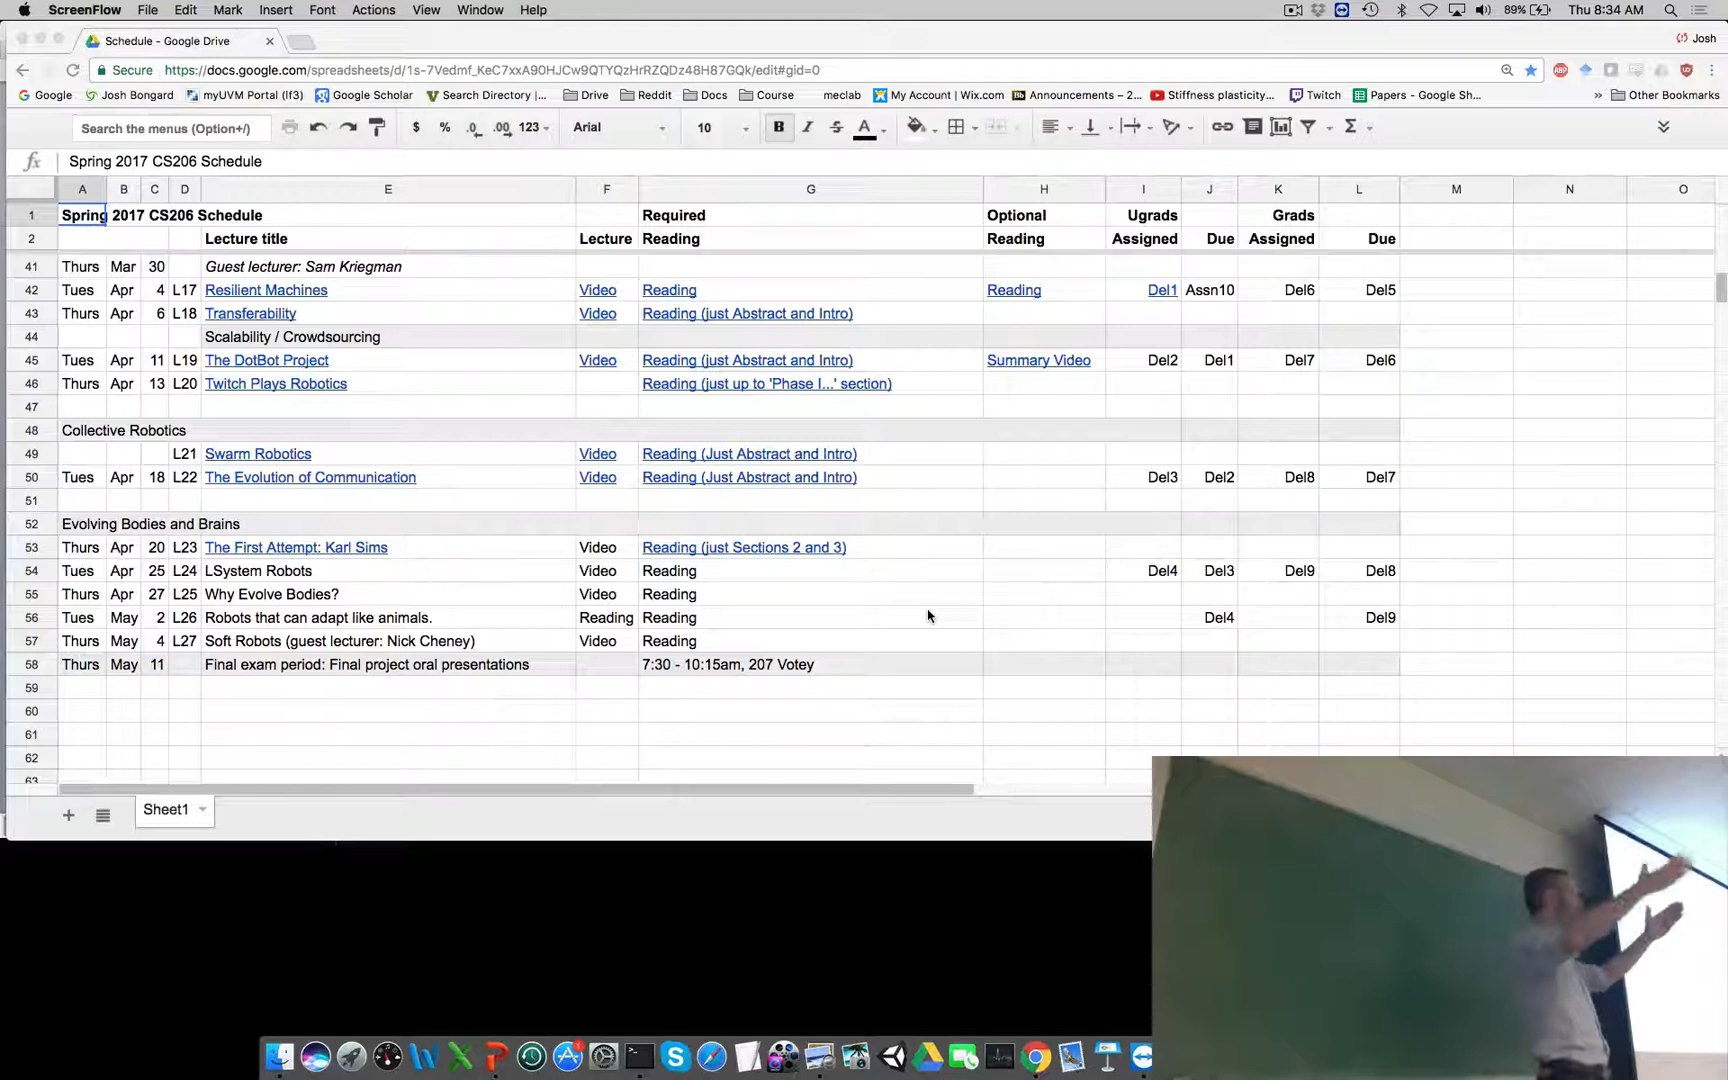 ScreenFlow File Edit Mark Insert Font Actions View Window Help 89% Thu 8:34 AM
Schedule - Google Drive Josh
Secure https://docs.google.com/spreadsheets/d/1s-7Vedmf_KeC7xxA90HJCw9QTYQzHrRZQDz48H87GQk/edit#gid=0
Google Josh Bongard myUVM Portal (lf3) Google Scholar Search Directory |... Drive Reddit Docs Course meclab My Account | Wix.com Announcements – 2... Stiffness plasticity... Twitch Papers - Google Sh... » Other Bookmarks
Search the menus (Option+/) $ % .0 .00 123 Arial 10 B I S A Σ
fx Spring 2017 CS206 Schedule
A B C D E F G H I J K L M N O
1 Spring 2017 CS206 Schedule Required Optional Ugrads Grads
2 Lecture title Lecture Reading Reading Assigned Due Assigned Due
41 Thurs Mar 30 Guest lecturer: Sam Kriegman
42 Tues Apr 4 L17 Resilient Machines Video Reading Reading Del1 Assn10 Del6 Del5
43 Thurs Apr 6 L18 Transferability Video Reading (just Abstract and Intro)
44 Scalability / Crowdsourcing
45 Tues Apr 11 L19 The DotBot Project Video Reading (just Abstract and Intro) Summary Video Del2 Del1 Del7 Del6
46 Thurs Apr 13 L20 Twitch Plays Robotics Reading (just up to 'Phase I...' section)
47
48 Collective Robotics
49 L21 Swarm Robotics Video Reading (Just Abstract and Intro)
50 Tues Apr 18 L22 The Evolution of Communication Video Reading (Just Abstract and Intro) Del3 Del2 Del8 Del7
51
52 Evolving Bodies and Brains
53 Thurs Apr 20 L23 The First Attempt: Karl Sims Video Reading (just Sections 2 and 3)
54 Tues Apr 25 L24 LSystem Robots Video Reading Del4 Del3 Del9 Del8
55 Thurs Apr 27 L25 Why Evolve Bodies? Video Reading
56 Tues May 2 L26 Robots that can adapt like animals. Reading Reading Del4 Del9
57 Thurs May 4 L27 Soft Robots (guest lecturer: Nick Cheney) Video Reading
58 Thurs May 11 Final exam period: Final project oral presentations 7:30 - 10:15am, 207 Votey
59
60
61
62
63
Sheet1